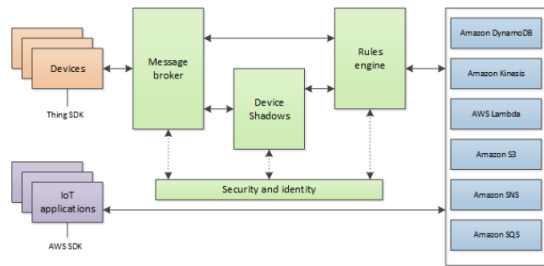 Devices
Thing SDK
IoT
applications
AWS SDK
Message
broker
Device
Shadows
Rules
engine
Security and identity
Amazon DynamoDB
Amazon Kinesis
AWS Lambda
Amazon S3
Amazon SNS
Amazon SQS